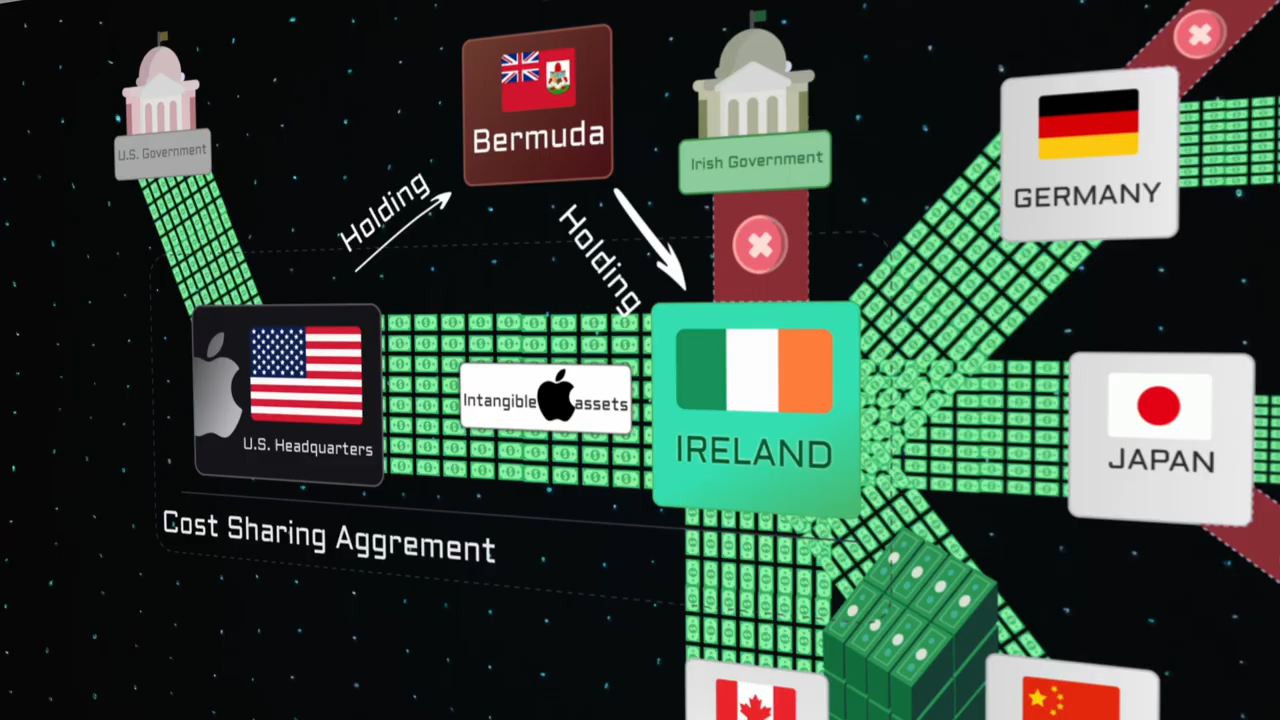 U.S. Government
Bermuda
Irish Government
GERMANY
Holding
Holding
Intangible assets
U.S. Headquarters
IRELAND
JAPAN
Cost Sharing Aggrement